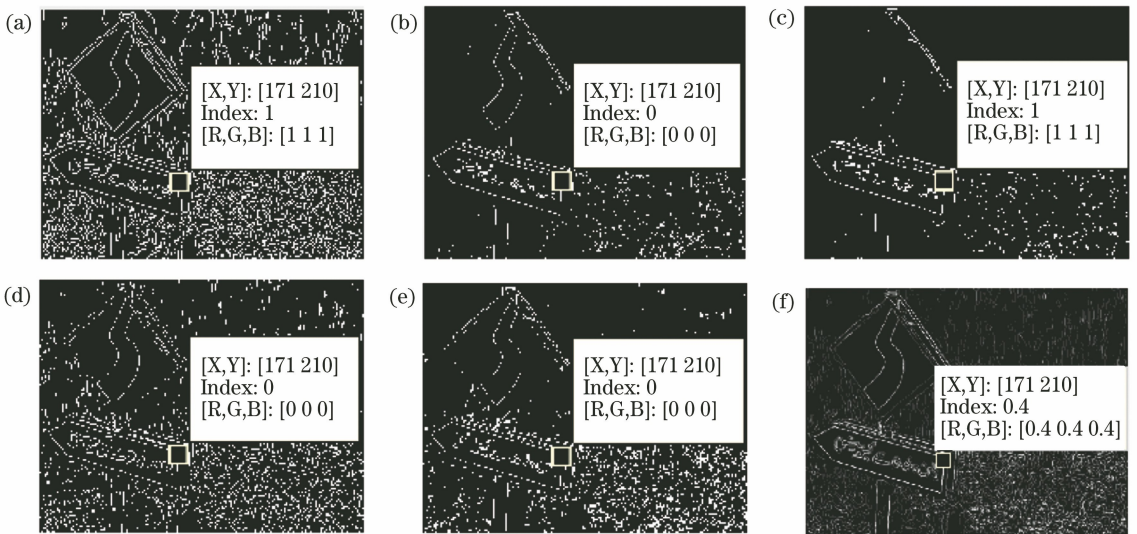 (a)
[X,Y]: [171 210]
Index: 1
[R,G,B]: [1 1 1]
(b)
[X,Y]: [171 210]
Index: 0
[R,G,B]: [0 0 0]
(c)
[X,Y]: [171 210]
Index: 1
[R,G,B]: [1 1 1]
(d)
[X,Y]: [171 210]
Index: 0
[R,G,B]: [0 0 0]
(e)
[X,Y]: [171 210]
Index: 0
[R,G,B]: [0 0 0]
(f)
[X,Y]: [171 210]
Index: 0.4
[R,G,B]: [0.4 0.4 0.4]